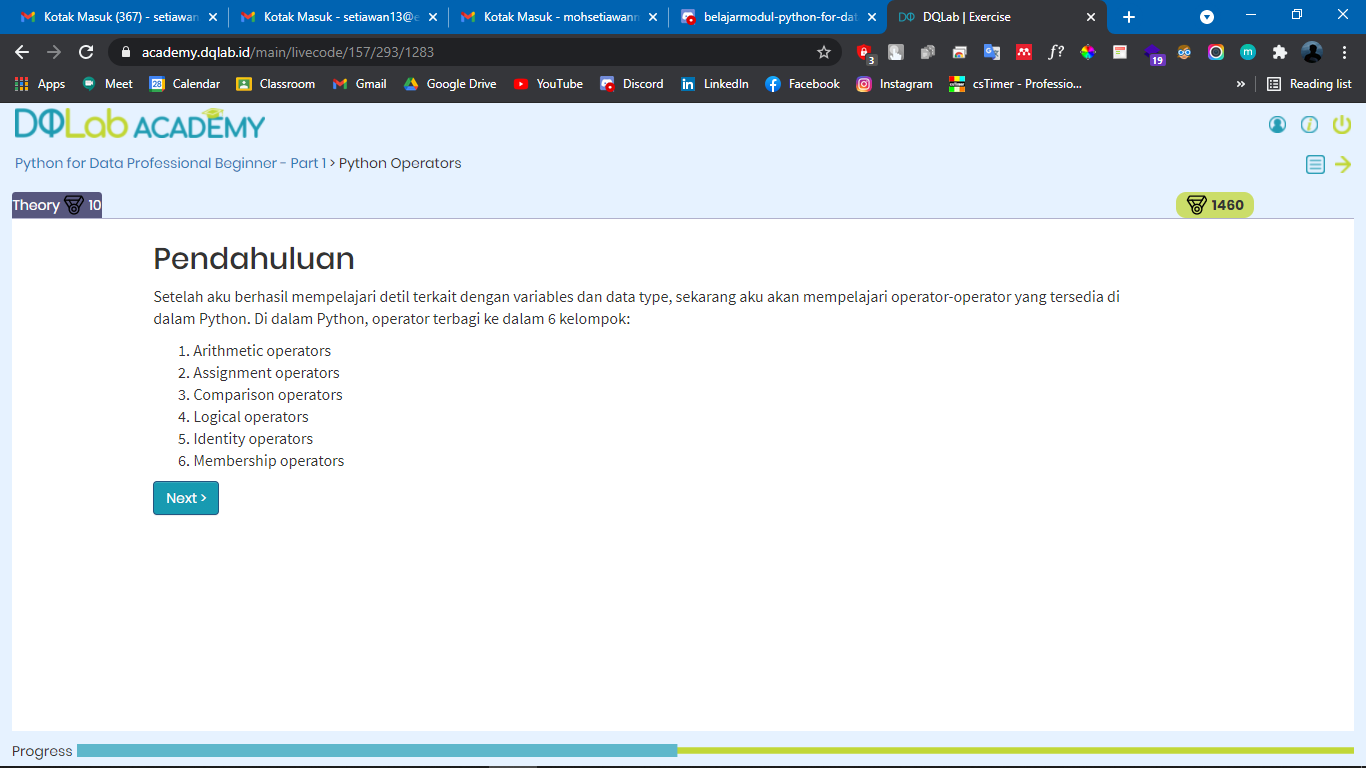 Kotak Masuk (367) - setiawan
Kotak Masuk - setiawan13@e
Kotak Masuk - mohsetiawann
belajarmodul-python-for-dat
DQLab | Exercise
academy.dqlab.id/main/livecode/157/293/1283
3
f?
19
m
Apps
Meet
28
Calendar
Classroom
Gmail
Google Drive
YouTube
Discord
LinkedIn
Facebook
Instagram
csTimer - Professio...
»
Reading list
DQLab ACADEMY
Python for Data Professional Beginner - Part 1 > Python Operators
Theory 10
1460
Pendahuluan
Setelah aku berhasil mempelajari detil terkait dengan variables dan data type, sekarang aku akan mempelajari operator-operator yang tersedia di
dalam Python. Di dalam Python, operator terbagi ke dalam 6 kelompok:
1. Arithmetic operators
2. Assignment operators
3. Comparison operators
4. Logical operators
5. Identity operators
6. Membership operators
Next >
Progress